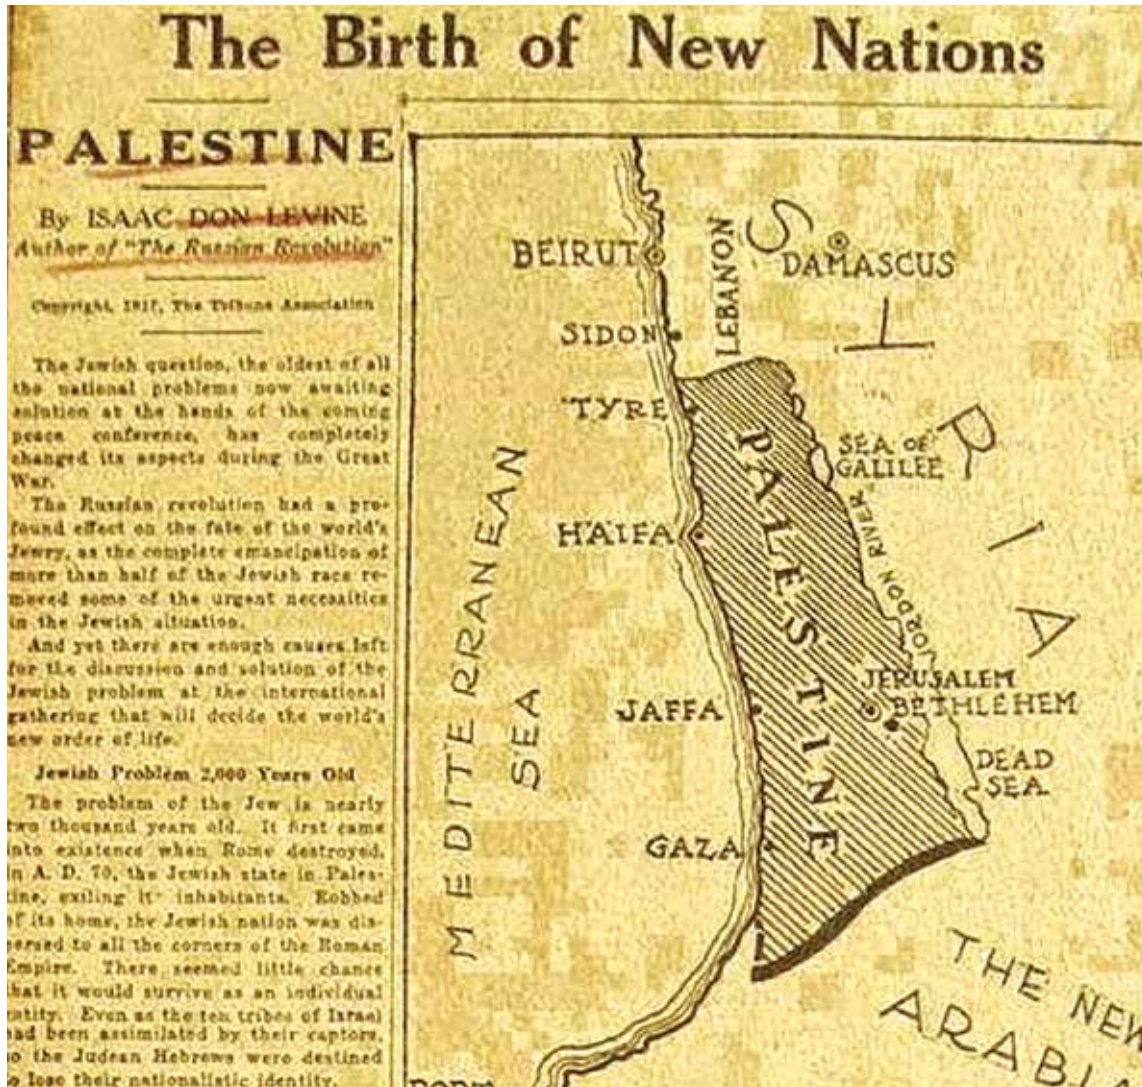 The Birth of New Nations
PALESTINE
By ISAAC DON LEVINE
Author of "The Russian Revolution"
Copyright, 1917, The Tribune Association
The Jewish question, the oldest of all
the national problems now awaiting
solution at the hands of the coming
peace conference, has completely
changed its aspects during the Great
War.
The Russian revolution had a pro-
found effect on the fate of the world's
Jewry, as the complete emancipation of
more than half of the Jewish race re-
moved some of the urgent necessities
in the Jewish situation.
And yet there are enough causes left
for the discussion and solution of the
Jewish problem at the international
gathering that will decide the world's
new order of life.
Jewish Problem 2,000 Years Old
The problem of the Jew is nearly
two thousand years old. It first came
into existence when Rome destroyed,
in A. D. 70, the Jewish state in Pales-
tine, exiling its inhabitants. Robbed
of its home, the Jewish nation was dis-
persed to all the corners of the Roman
Empire. There seemed little chance
that it would survive as an individual
entity. Even as the ten tribes of Israel
had been assimilated by their captors,
so the Judean Hebrews were destined
to lose their nationalistic identity.
BEIRUT
LEBANON
DAMASCUS
SYRIA
SIDON
TYRE
SEA OF
GALILEE
PALESTINE
HAIFA
JORDON RIVER
MEDITERRANEAN
SEA
JERUSALEM
JAFFA
BETHLEHEM
DEAD
SEA
GAZA
THE NEW
ARABIA
PORT